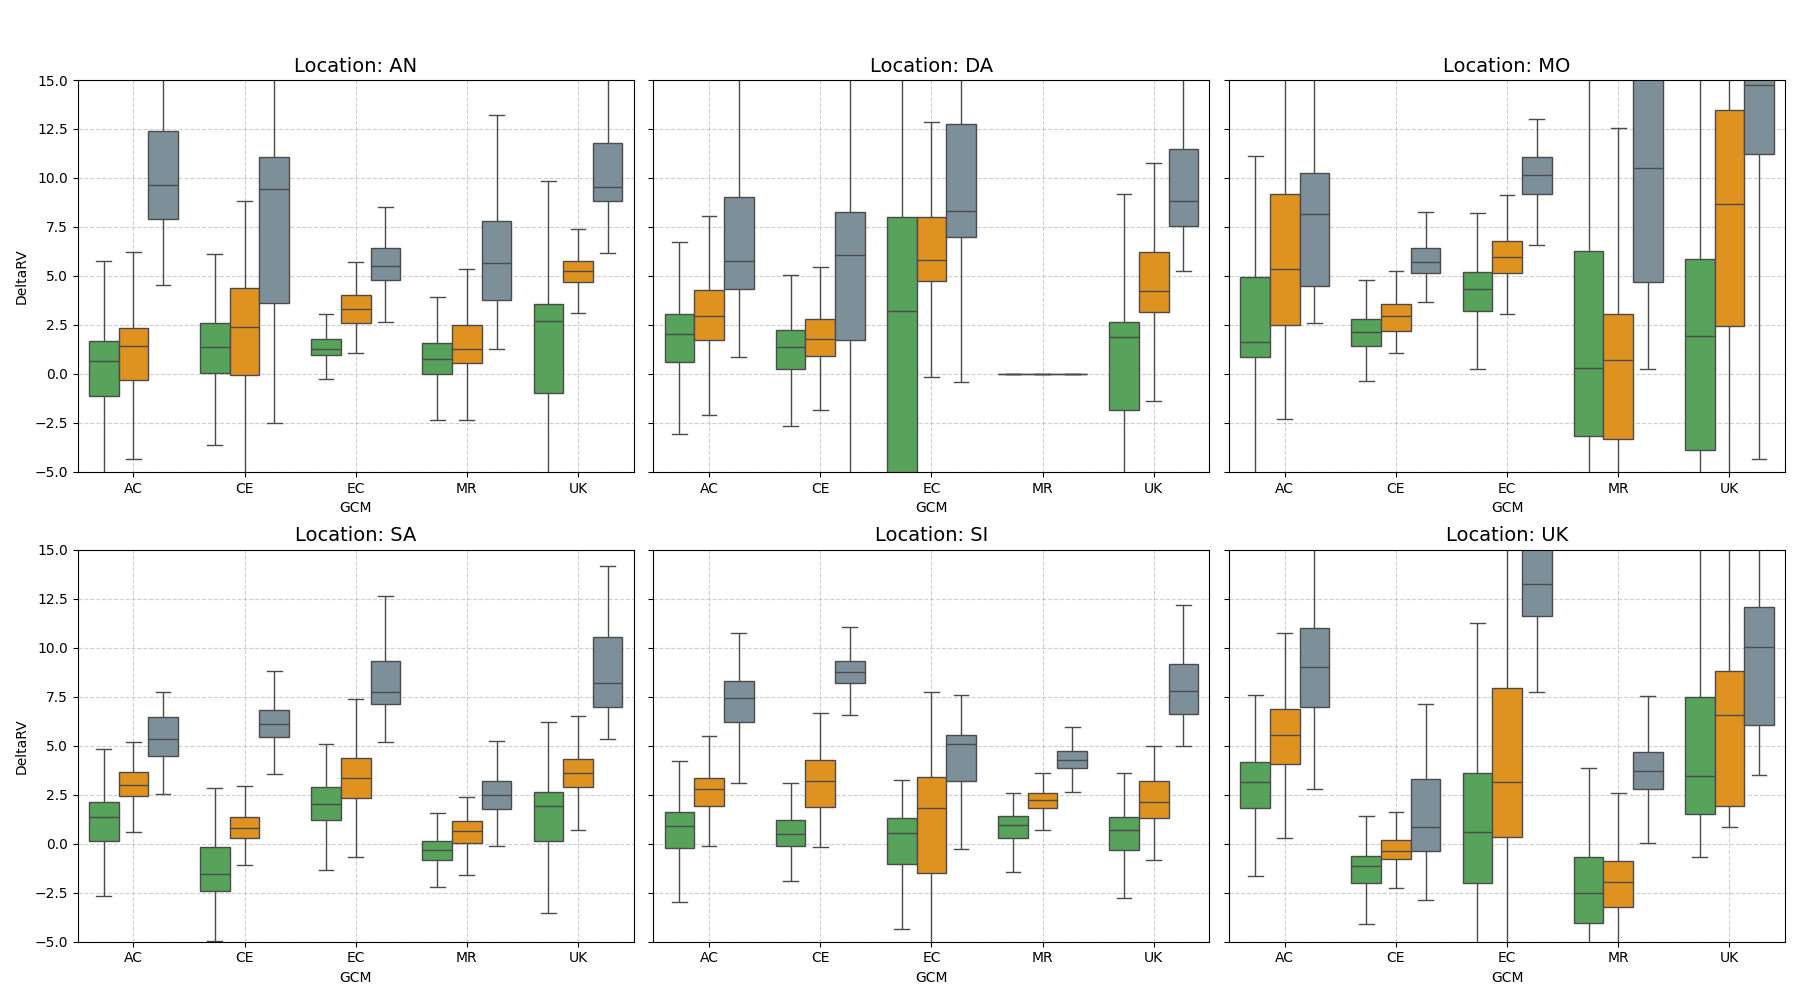 Location: AN
Location: DA
Location: MO
15.0
12.5
10.0
7.5
5.0
2.5
0.0
−2.5
−5.0
DeltaRV
AC CE EC MR UK
GCM
AC CE EC MR UK
GCM
AC CE EC MR UK
GCM
Location: SA
Location: SI
Location: UK
15.0
12.5
10.0
7.5
5.0
2.5
0.0
−2.5
−5.0
DeltaRV
AC CE EC MR UK
GCM
AC CE EC MR UK
GCM
AC CE EC MR UK
GCM